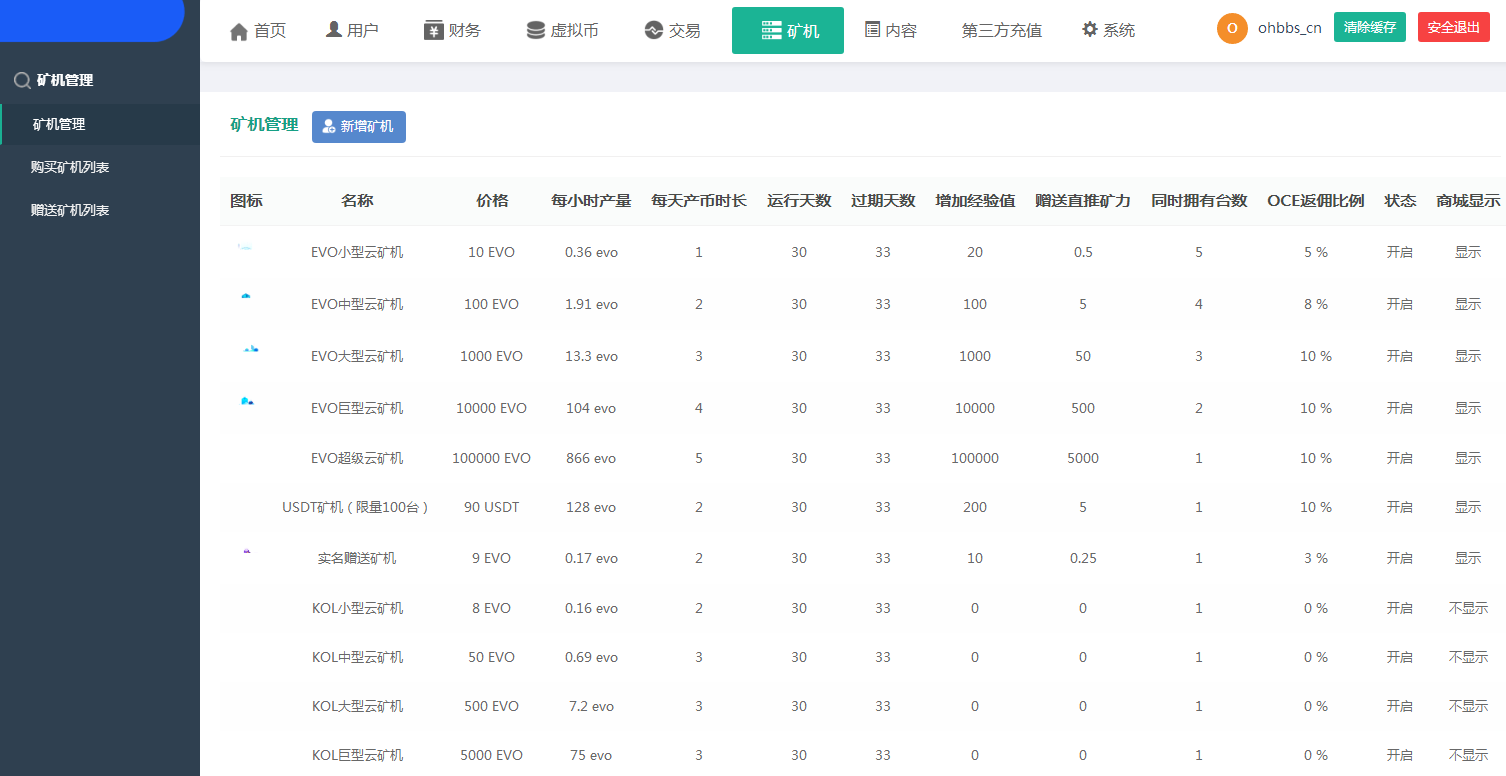 首页 用户 财务 虚拟币 交易 矿机 内容 第三方充值 系统 O ohbbs_cn 清除缓存 安全退出
矿机管理
矿机管理
购买矿机列表
赠送矿机列表
矿机管理 新增矿机
图标 名称 价格 每小时产量 每天产币时长 运行天数 过期天数 增加经验值 赠送直推矿力 同时拥有台数 OCE返佣比例 状态 商城显示
EVO小型云矿机 10 EVO 0.36 evo 1 30 33 20 0.5 5 5 % 开启 显示
EVO中型云矿机 100 EVO 1.91 evo 2 30 33 100 5 4 8 % 开启 显示
EVO大型云矿机 1000 EVO 13.3 evo 3 30 33 1000 50 3 10 % 开启 显示
EVO巨型云矿机 10000 EVO 104 evo 4 30 33 10000 500 2 10 % 开启 显示
EVO超级云矿机 100000 EVO 866 evo 5 30 33 100000 5000 1 10 % 开启 显示
USDT矿机（限量100台） 90 USDT 128 evo 2 30 33 200 5 1 10 % 开启 显示
实名赠送矿机 9 EVO 0.17 evo 2 30 33 10 0.25 1 3 % 开启 显示
KOL小型云矿机 8 EVO 0.16 evo 2 30 33 0 0 1 0 % 开启 不显示
KOL中型云矿机 50 EVO 0.69 evo 3 30 33 0 0 1 0 % 开启 不显示
KOL大型云矿机 500 EVO 7.2 evo 3 30 33 0 0 1 0 % 开启 不显示
KOL巨型云矿机 5000 EVO 75 evo 3 30 33 0 0 1 0 % 开启 不显示